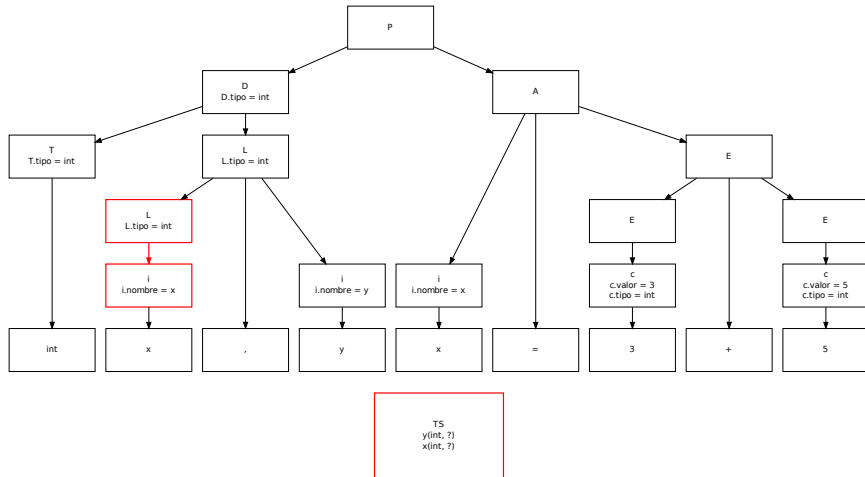 P
D
D.tipo = int
A
T
T.tipo = int
L
L.tipo = int
E
L
L.tipo = int
E
E
i
i.nombre = x
i
i.nombre = y
i
i.nombre = x
c
c.valor = 3
c.tipo = int
c
c.valor = 5
c.tipo = int
int
x
,
y
x
=
3
+
5
TS
y(int, ?)
x(int, ?)